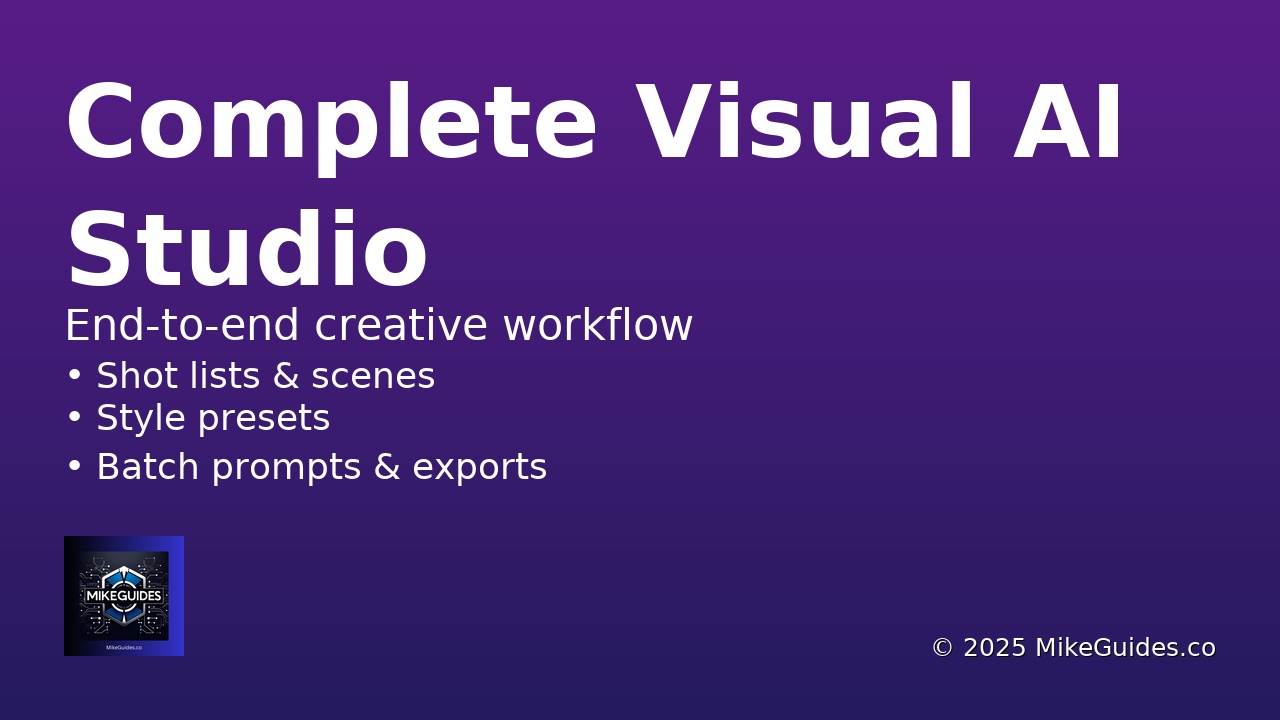 Complete Visual AI
Studio
End-to-end creative workflow
• Shot lists & scenes
• Style presets
• Batch prompts & exports
MIKEGUIDES
MikeGuides.co
© 2025 MikeGuides.co